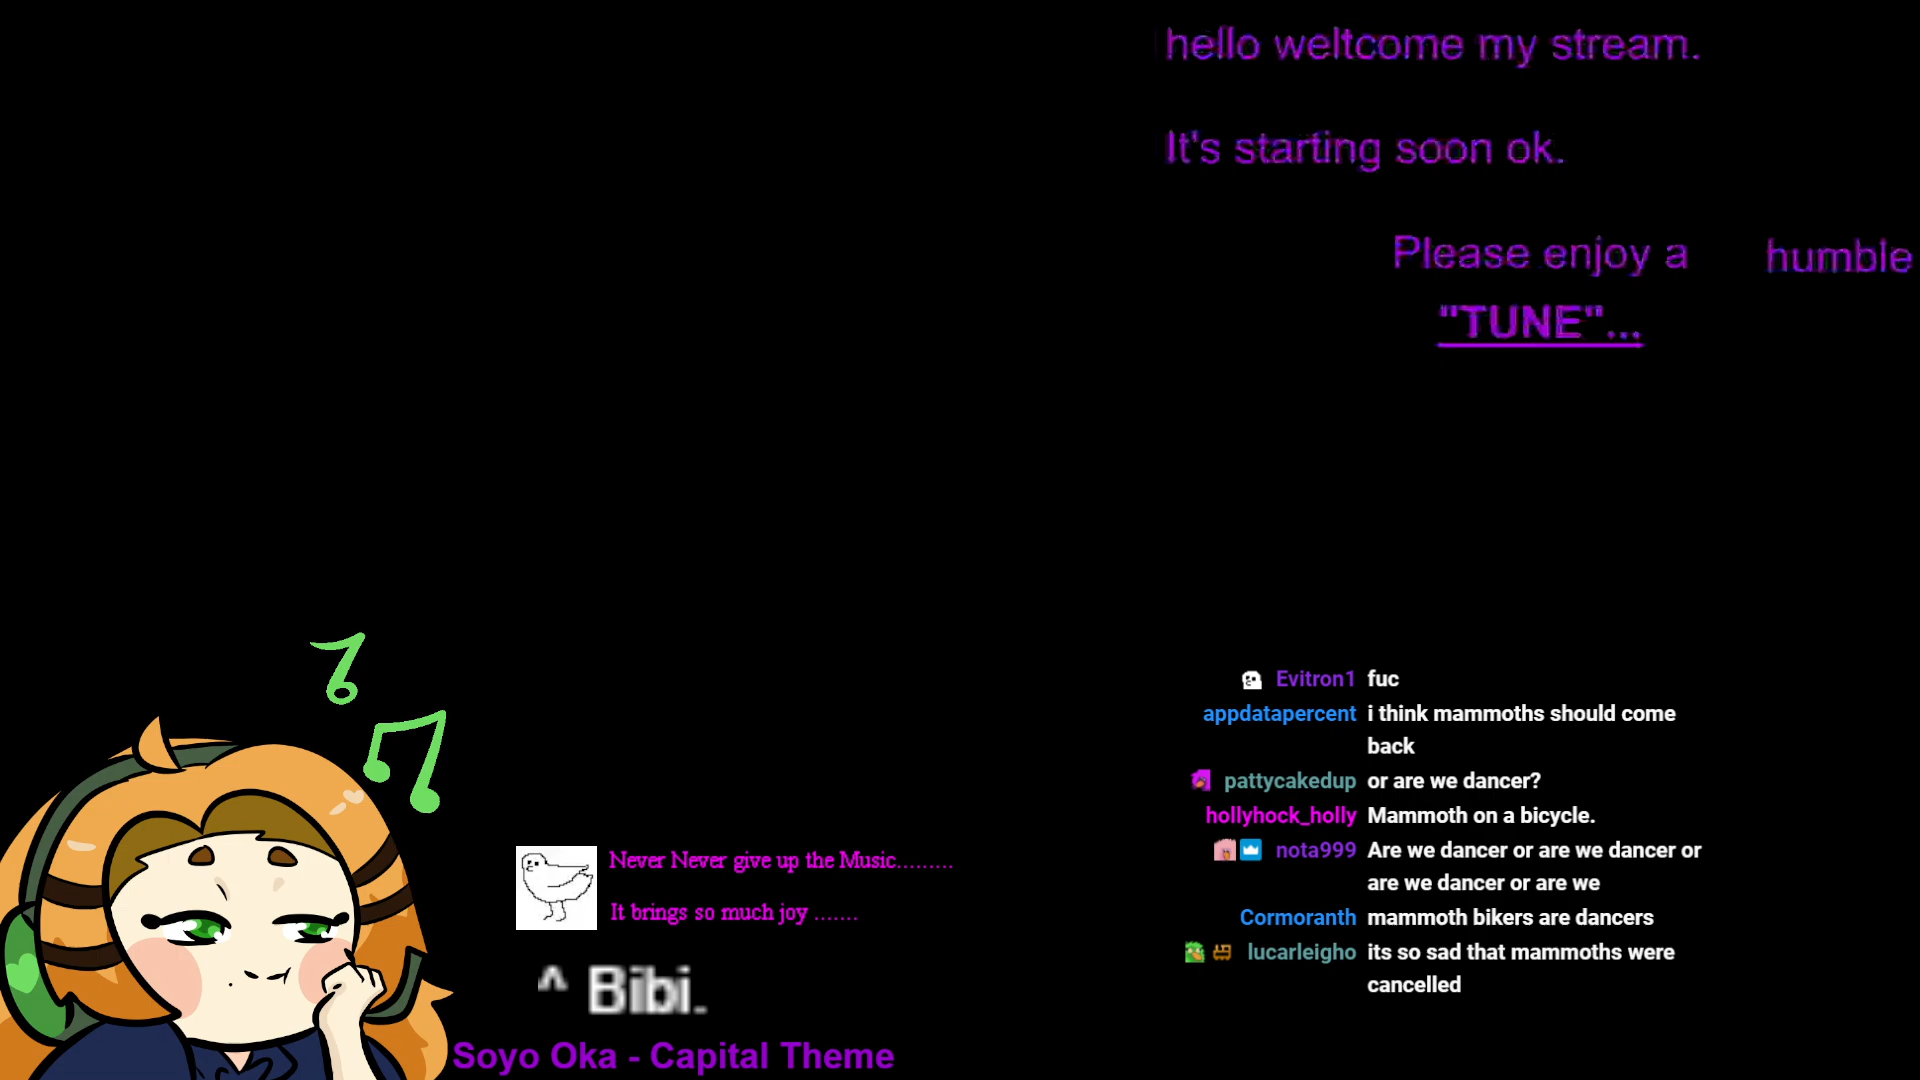 hello weltcome my stream.
It's starting soon ok.
Please enjoy a humble
"TUNE"...
Evitron1 fuc
appdatapercent i think mammoths should come
back
pattycakedup or are we dancer?
hollyhock_holly Mammoth on a bicycle.
nota999 Are we dancer or are we dancer or
are we dancer or are we
Cormoranth mammoth bikers are dancers
lucarleigho its so sad that mammoths were
cancelled
Never Never give up the Music.........
It brings so much joy .......
^ Bibi.
Soyo Oka - Capital Theme